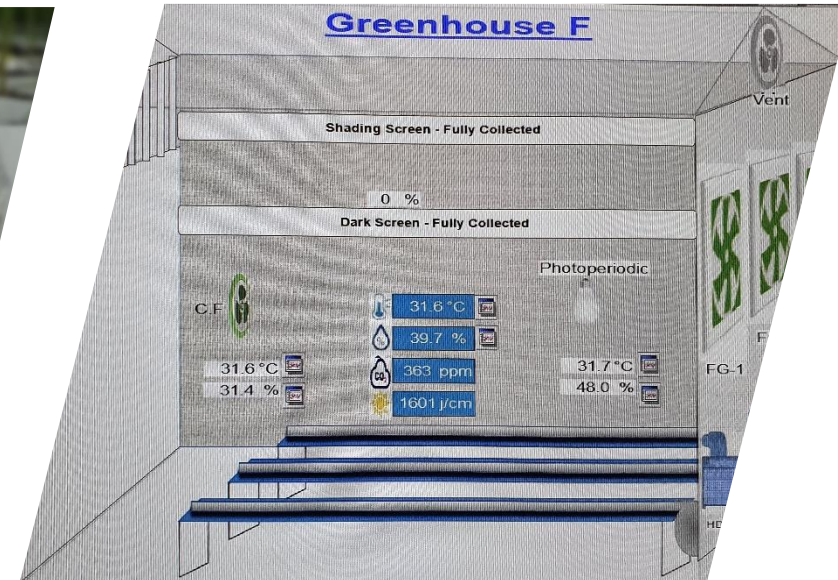 Greenhouse F
Vent
Shading Screen - Fully Collected
0 %
Dark Screen - Fully Collected
Photoperiodic
C.F
31.6 °C
39.7 %
CO₂
363 ppm
1601 j/cm
31.6 °C
31.4 %
31.7 °C
48.0 %
FG-1
F
HD